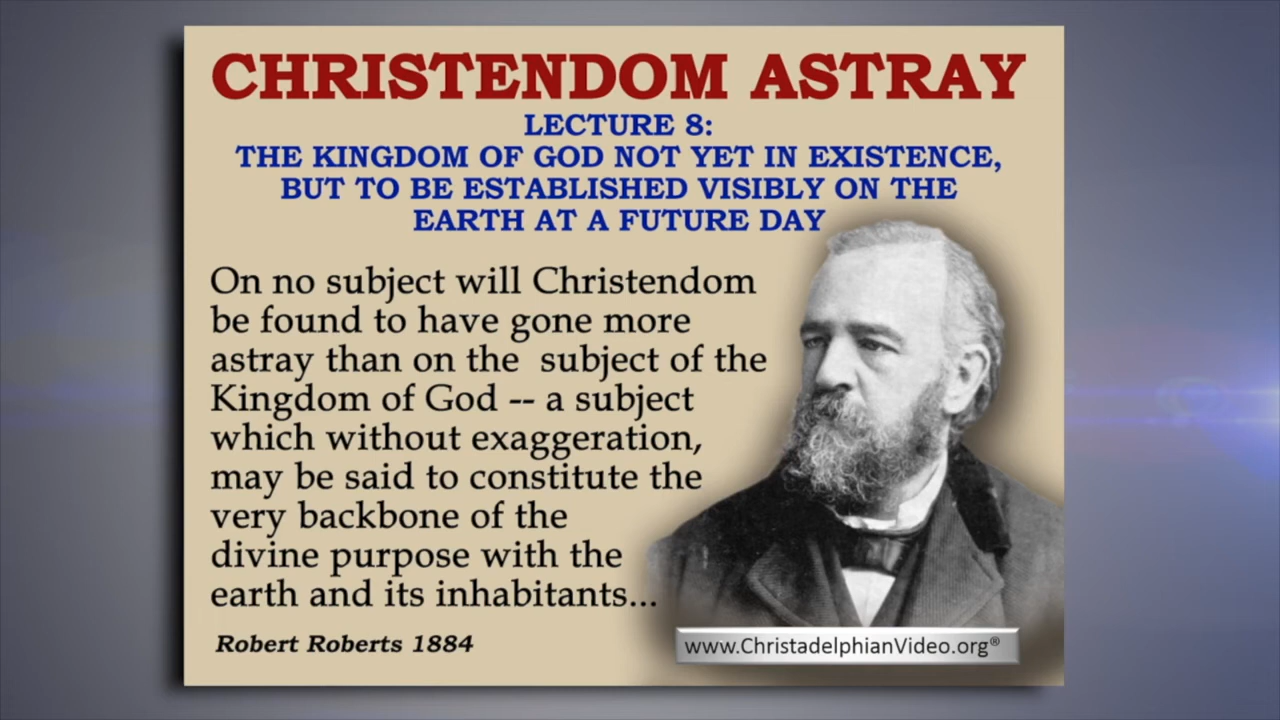 CHRISTENDOM ASTRAY
LECTURE 8:
THE KINGDOM OF GOD NOT YET IN EXISTENCE,
BUT TO BE ESTABLISHED VISIBLY ON THE
EARTH AT A FUTURE DAY
On no subject will Christendom
be found to have gone more
astray than on the  subject of the
Kingdom of God -- a subject
which without exaggeration,
may be said to constitute the
very backbone of the
divine purpose with the
earth and its inhabitants...
Robert Roberts 1884
www.ChristadelphianVideo.org®